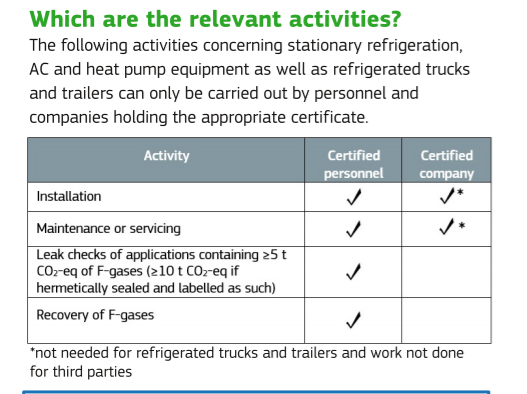 Which are the relevant activities?
The following activities concerning stationary refrigeration,
AC and heat pump equipment as well as refrigerated trucks
and trailers can only be carried out by personnel and
companies holding the appropriate certificate.
Activity Certified personnel Certified company
Installation ✓ ✓*
Maintenance or servicing ✓ ✓*
Leak checks of applications containing ≥5 t
CO₂-eq of F-gases (≥10 t CO₂-eq if
hermetically sealed and labelled as such) ✓
Recovery of F-gases ✓
*not needed for refrigerated trucks and trailers and work not done
for third parties